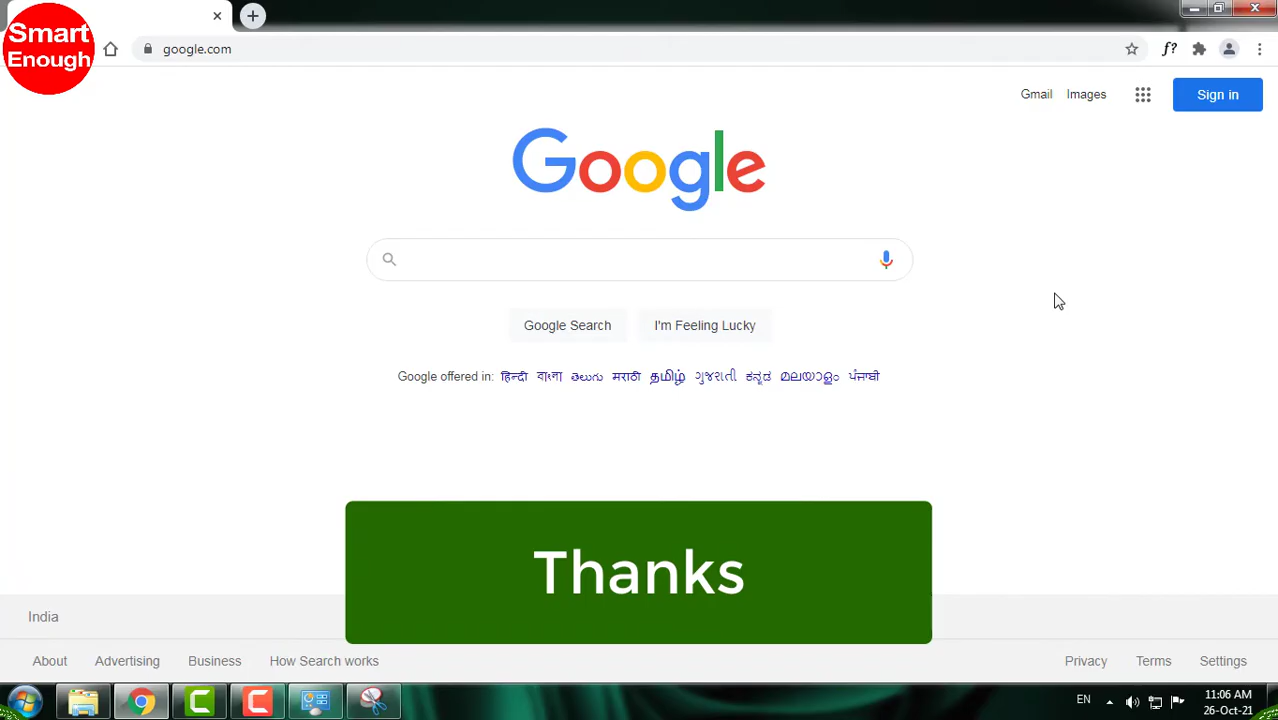 Smart
Enough
google.com
f?
Gmail Images Sign in
Google
Google Search I'm Feeling Lucky
Google offered in: हिन्दी বাংলা తెలుగు मराठी தமிழ் ગુજરાતી ಕನ್ನಡ മലയാളം ਪੰਜਾਬੀ
Thanks
India
About Advertising Business How Search works Privacy Terms Settings
EN 11:06 AM
26-Oct-21